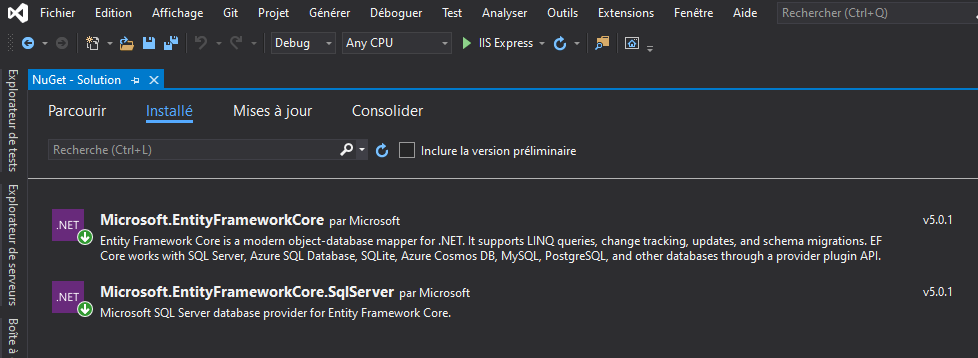 Fichier Edition Affichage Git Projet Générer Déboguer Test Analyser Outils Extensions Fenêtre Aide Rechercher (Ctrl+Q)
Debug Any CPU IIS Express
NuGet - Solution
Explorateur de tests
Explorateur de serveurs
Boîte à
Parcourir Installé Mises à jour Consolider
Recherche (Ctrl+L) Inclure la version préliminaire
.NET Microsoft.EntityFrameworkCore par Microsoft v5.0.1
Entity Framework Core is a modern object-database mapper for .NET. It supports LINQ queries, change tracking, updates, and schema migrations. EF
Core works with SQL Server, Azure SQL Database, SQLite, Azure Cosmos DB, MySQL, PostgreSQL, and other databases through a provider plugin API.
.NET Microsoft.EntityFrameworkCore.SqlServer par Microsoft v5.0.1
Microsoft SQL Server database provider for Entity Framework Core.